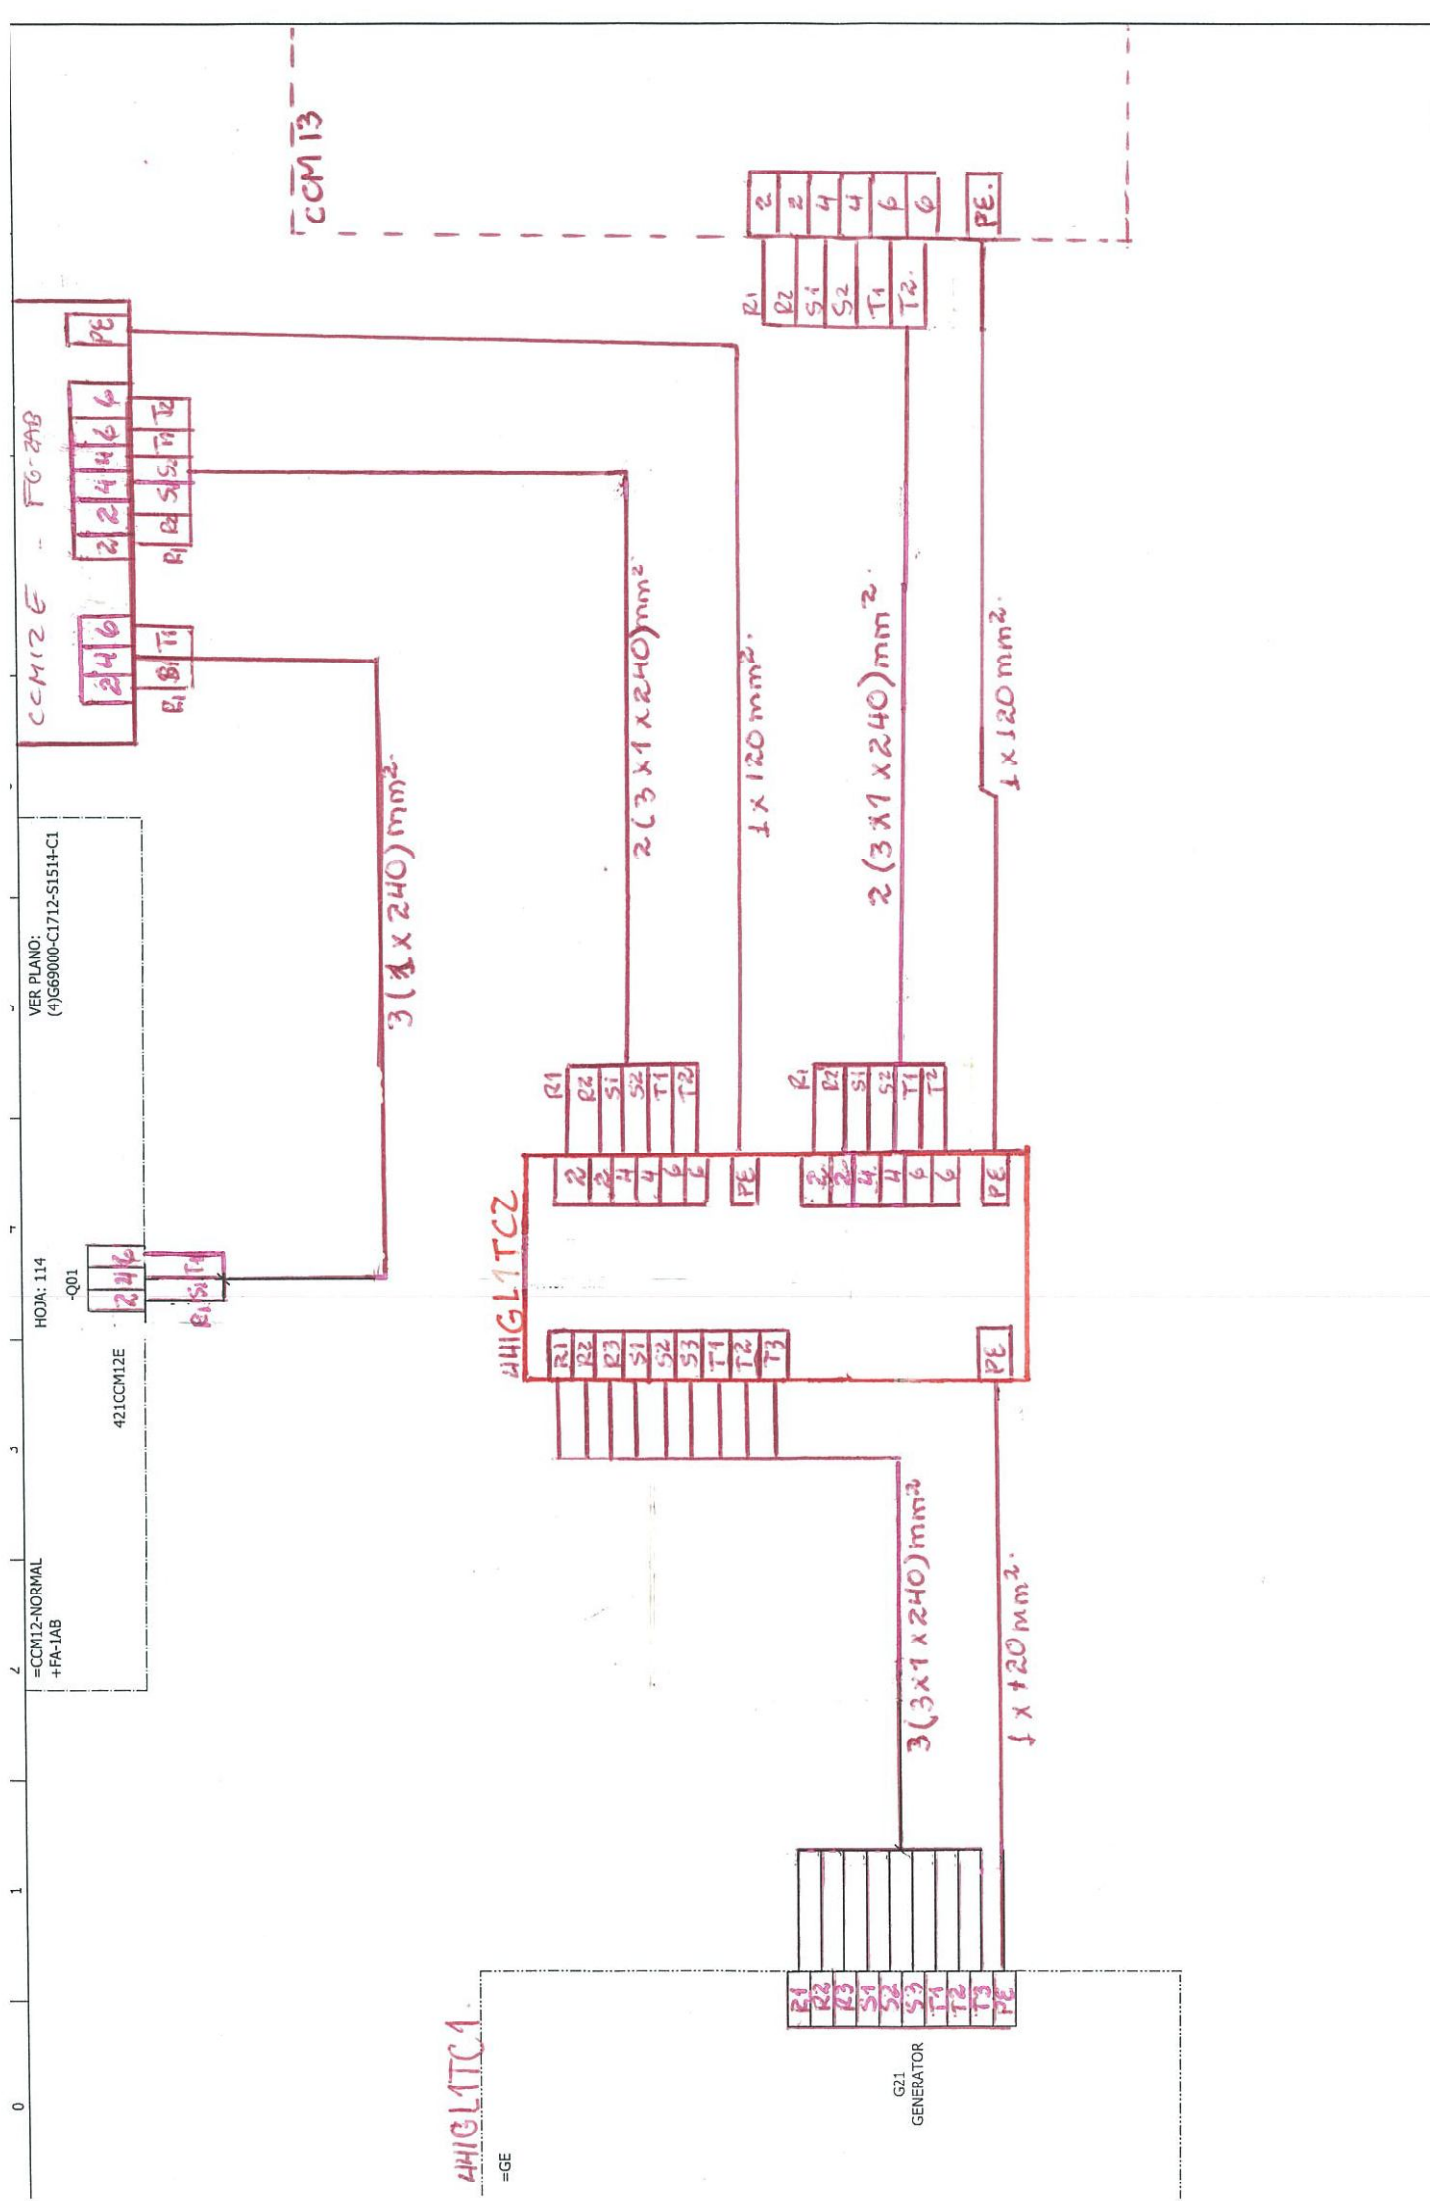 0
1
2
3
4
=CCM12-NORMAL
+FA-1AB
HOJA: 114
VER PLANO:
(4)G69000-C1712-S1514-C1
421CCM12E
-Q01
2 4 6
R1 S1 T1
CCM12E - FG-2AB
2 4 6
R1 T1
2 2 4 4 6 6
R1 R2 S1 S2 T1 T2
PE
CCM 13
3(1x240)mm².
2(3x1x240)mm²
1x120mm².
2(3x1x240)mm².
1x120mm².
2
2
4
4
6
6
PE.
R1
R2
S1
S2
T1
T2.
441GL1TC2
R1
R2
S1
S2
T1
T2
2
2
4
4
6
6
PE
R1
R2
S1
S2
T1
T2
2
2
4
4
6
6
PE
R1
R2
R3
S1
S2
S3
T1
T2
T3
PE
3(3x1x240)mm²
1x120mm².
441GL1TC1
=GE
G21
GENERATOR
R1
R2
R3
S1
S2
S3
T1
T2
T3
PE